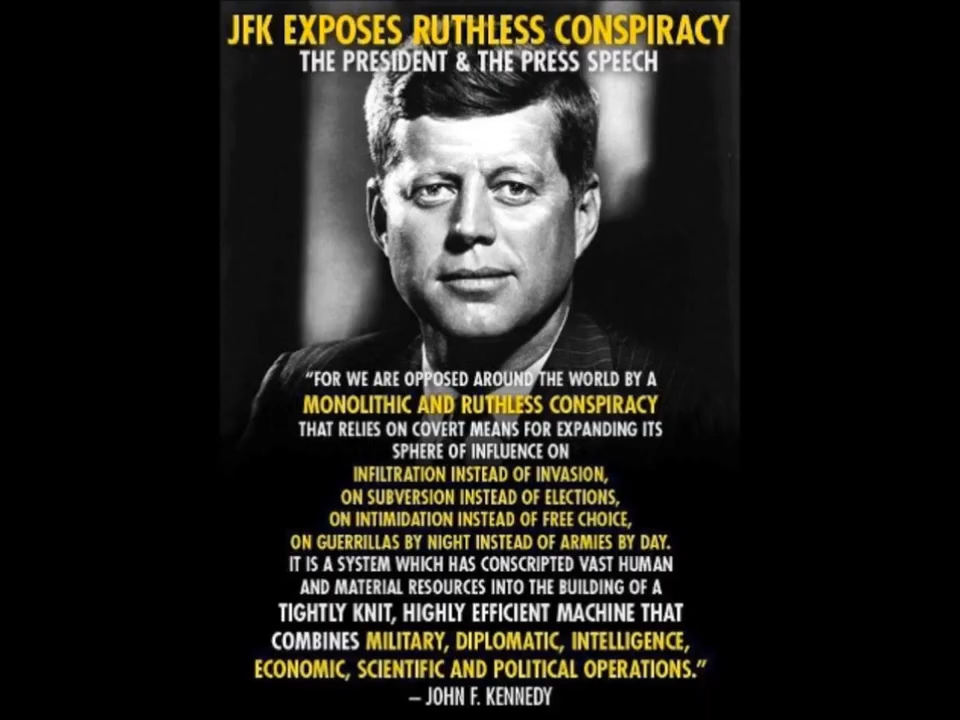 JFK EXPOSES RUTHLESS CONSPIRACY
THE PRESIDENT & THE PRESS SPEECH
“FOR WE ARE OPPOSED AROUND THE WORLD BY A
MONOLITHIC AND RUTHLESS CONSPIRACY
THAT RELIES ON COVERT MEANS FOR EXPANDING ITS
SPHERE OF INFLUENCE ON
INFILTRATION INSTEAD OF INVASION,
ON SUBVERSION INSTEAD OF ELECTIONS,
ON INTIMIDATION INSTEAD OF FREE CHOICE,
ON GUERRILLAS BY NIGHT INSTEAD OF ARMIES BY DAY.
IT IS A SYSTEM WHICH HAS CONSCRIPTED VAST HUMAN
AND MATERIAL RESOURCES INTO THE BUILDING OF A
TIGHTLY KNIT, HIGHLY EFFICIENT MACHINE THAT
COMBINES MILITARY, DIPLOMATIC, INTELLIGENCE,
ECONOMIC, SCIENTIFIC AND POLITICAL OPERATIONS.”
– JOHN F. KENNEDY